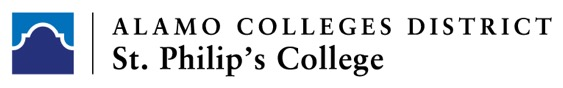 ALAMO COLLEGES DISTRICT
St. Philip's College